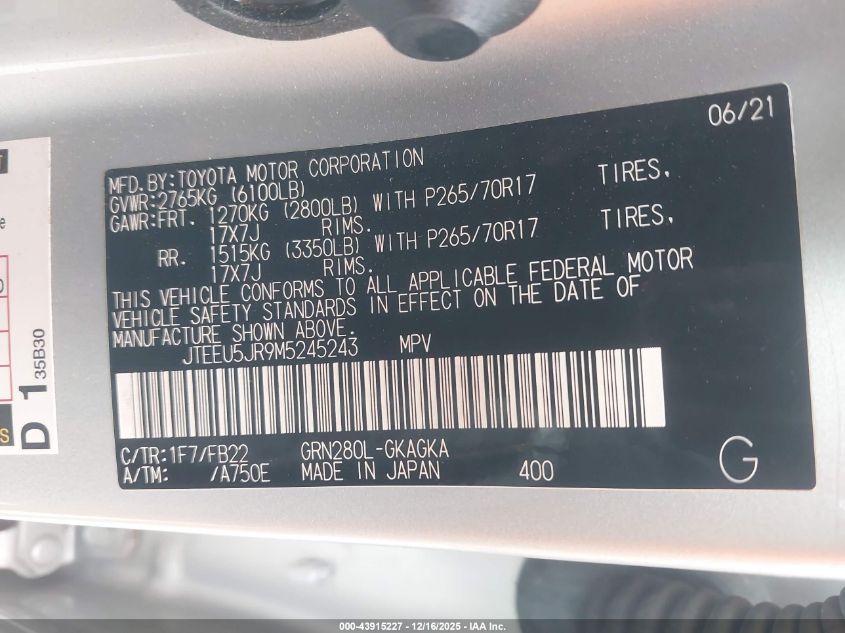 06/21
MFD.BY:TOYOTA MOTOR CORPORATION
GVWR:2765KG (6100LB)
GAWR:FRT. 1270KG (2800LB) WITH P265/70R17 TIRES,
17X7J RIMS.
RR. 1515KG (3350LB) WITH P265/70R17 TIRES,
17X7J RIMS.
THIS VEHICLE CONFORMS TO ALL APPLICABLE FEDERAL MOTOR
VEHICLE SAFETY STANDARDS IN EFFECT ON THE DATE OF
MANUFACTURE SHOWN ABOVE.
JTEEU5JR9M5245243 MPV
C/TR:1F7/FB22 GRN280L-GKAGKA
A/TM: /A750E MADE IN JAPAN 400 G
D 1 35B30
000-43915227 - 12/16/2025 - IAA Inc.